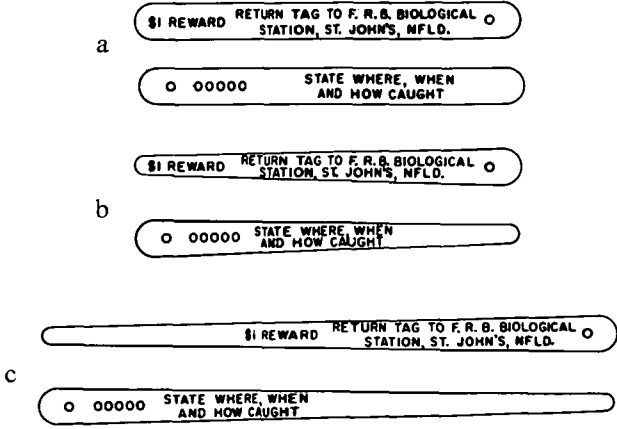 a
$1 REWARD RETURN TAG TO F. R. B. BIOLOGICAL
STATION, ST. JOHN'S, NFLD.
00000 STATE WHERE, WHEN
AND HOW CAUGHT
b
$1 REWARD RETURN TAG TO F. R. B. BIOLOGICAL
STATION, ST. JOHN'S, NFLD.
00000 STATE WHERE, WHEN
AND HOW CAUGHT
c
$1 REWARD RETURN TAG TO F. R. B. BIOLOGICAL
STATION, ST. JOHN'S, NFLD.
00000 STATE WHERE, WHEN
AND HOW CAUGHT